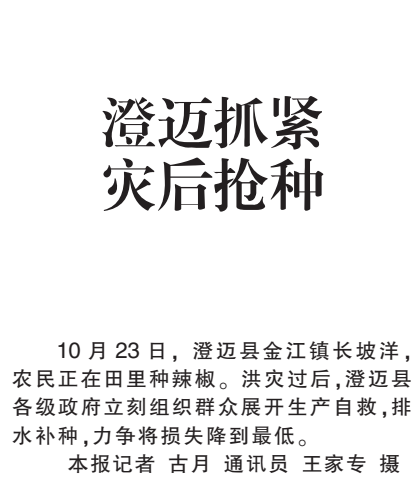 澄迈抓紧
灾后抢种
10月23日，澄迈县金江镇长坡洋，
农民正在田里种辣椒。洪灾过后,澄迈县
各级政府立刻组织群众展开生产自救,排
水补种,力争将损失降到最低。
本报记者 古月 通讯员 王家专 摄